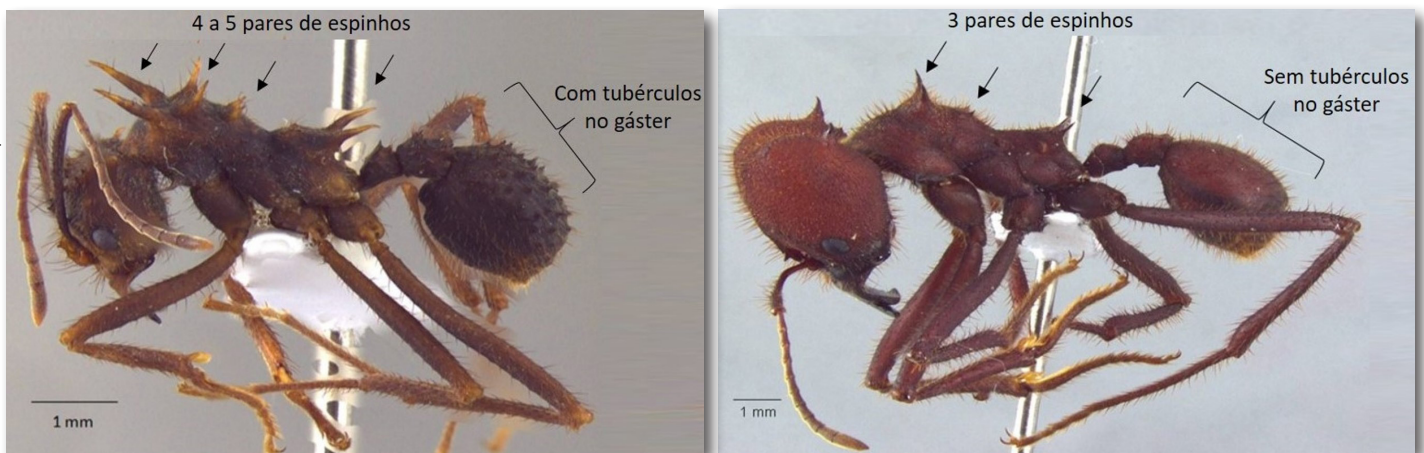 4 a 5 pares de espinhos
Com tubérculos
no gáster
1 mm
3 pares de espinhos
Sem tubérculos
no gáster
1 mm